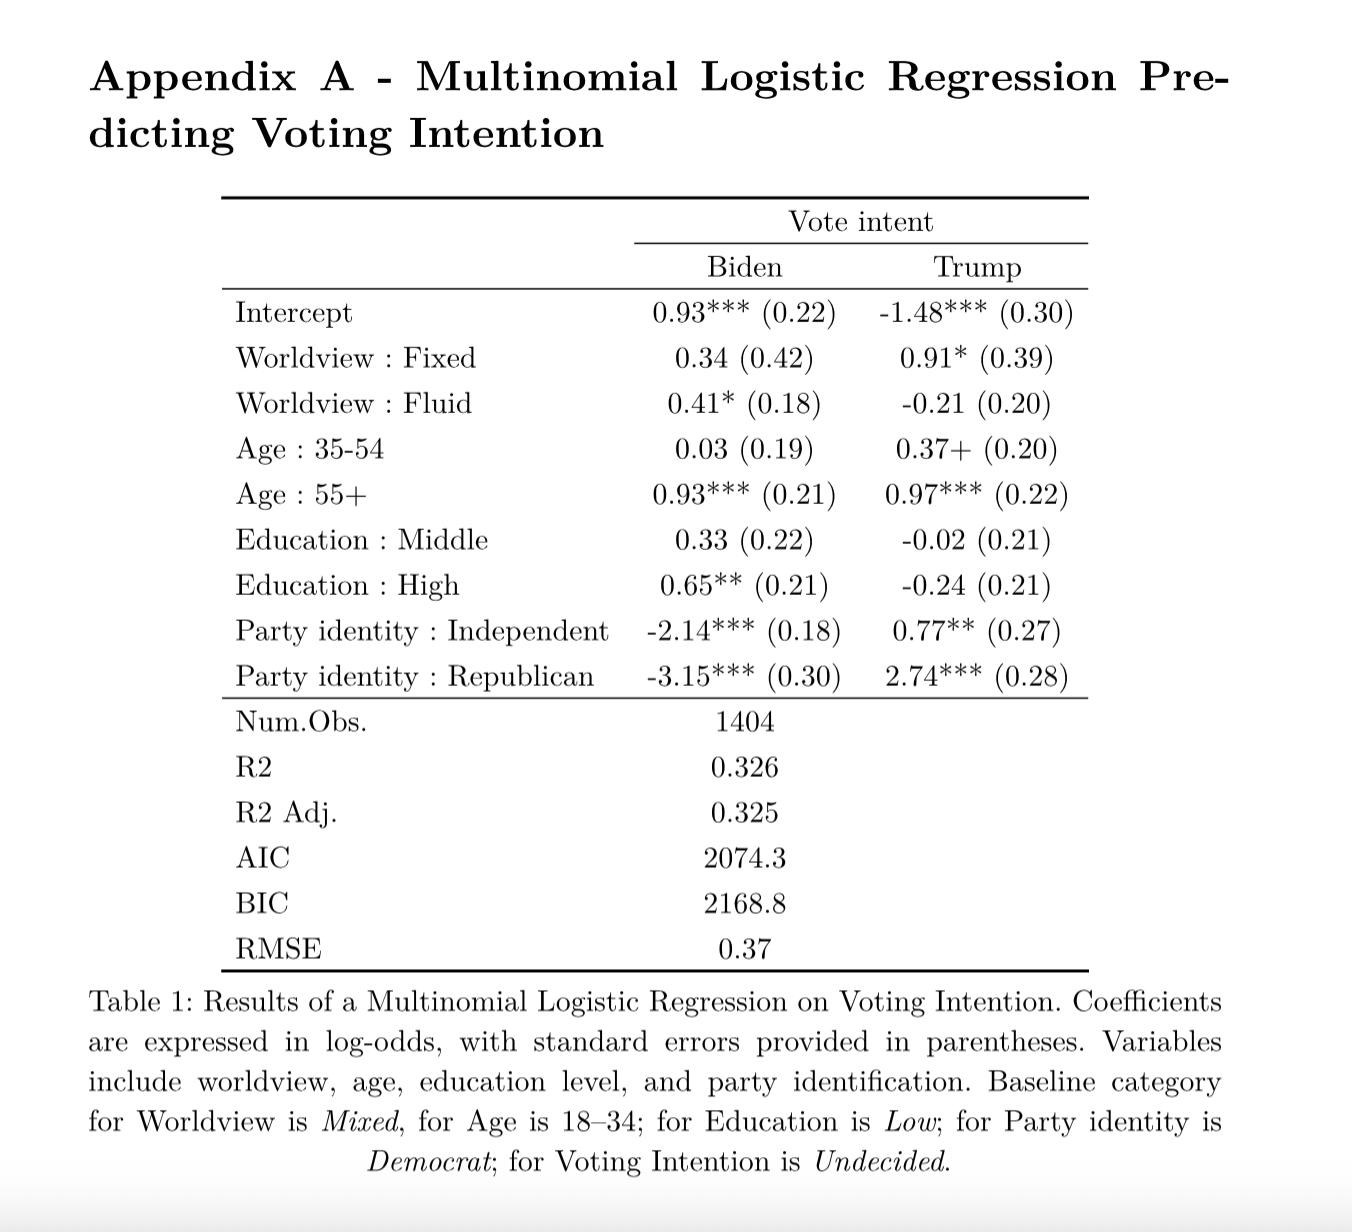 Appendix A - Multinomial Logistic Regression Pre-
dicting Voting Intention
Vote intent
Biden Trump
Intercept 0.93*** (0.22) -1.48*** (0.30)
Worldview : Fixed 0.34 (0.42) 0.91* (0.39)
Worldview : Fluid 0.41* (0.18) -0.21 (0.20)
Age : 35-54 0.03 (0.19) 0.37+ (0.20)
Age : 55+ 0.93*** (0.21) 0.97*** (0.22)
Education : Middle 0.33 (0.22) -0.02 (0.21)
Education : High 0.65** (0.21) -0.24 (0.21)
Party identity : Independent -2.14*** (0.18) 0.77** (0.27)
Party identity : Republican -3.15*** (0.30) 2.74*** (0.28)
Num.Obs. 1404
R2 0.326
R2 Adj. 0.325
AIC 2074.3
BIC 2168.8
RMSE 0.37
Table 1: Results of a Multinomial Logistic Regression on Voting Intention. Coefficients
are expressed in log-odds, with standard errors provided in parentheses. Variables
include worldview, age, education level, and party identification. Baseline category
for Worldview is Mixed, for Age is 18–34; for Education is Low; for Party identity is
Democrat; for Voting Intention is Undecided.